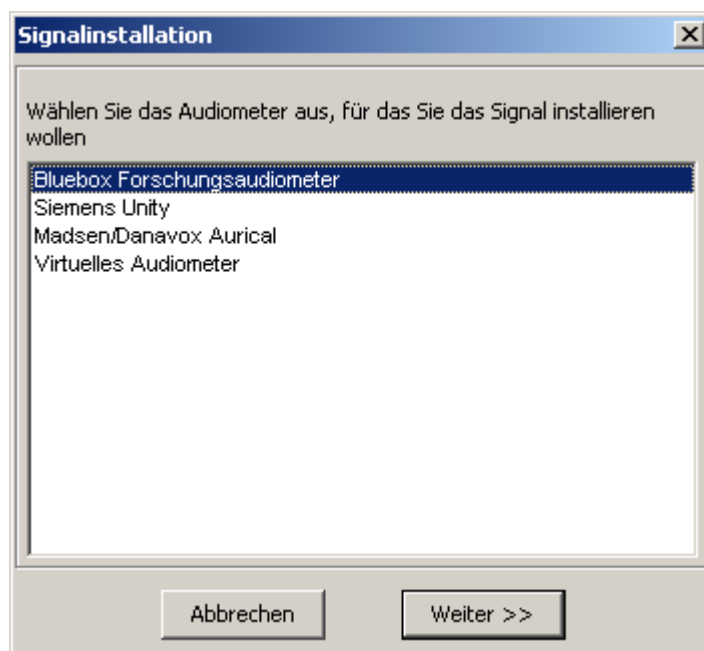 Signalinstallation
Wählen Sie das Audiometer aus, für das Sie das Signal installieren
wollen
Bluebox Forschungsaudiometer
Siemens Unity
Madsen/Danavox Aurical
Virtuelles Audiometer
Abbrechen
Weiter >>